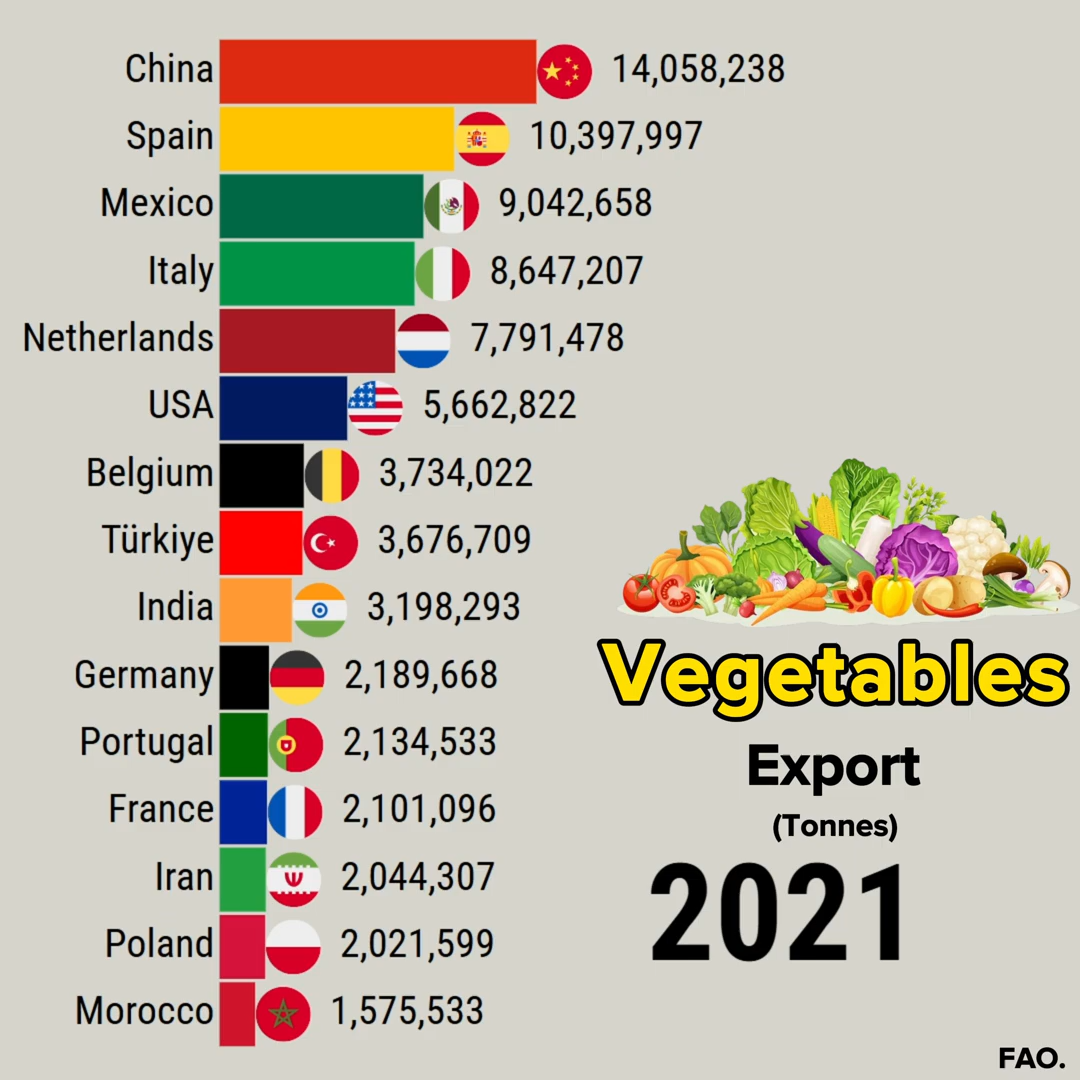 China 14,058,238
Spain 10,397,997
Mexico 9,042,658
Italy 8,647,207
Netherlands 7,791,478
USA 5,662,822
Belgium 3,734,022
Türkiye 3,676,709
India 3,198,293
Germany 2,189,668
Portugal 2,134,533
France 2,101,096
Iran 2,044,307
Poland 2,021,599
Morocco 1,575,533
Vegetables
Export
(Tonnes)
2021
FAO.